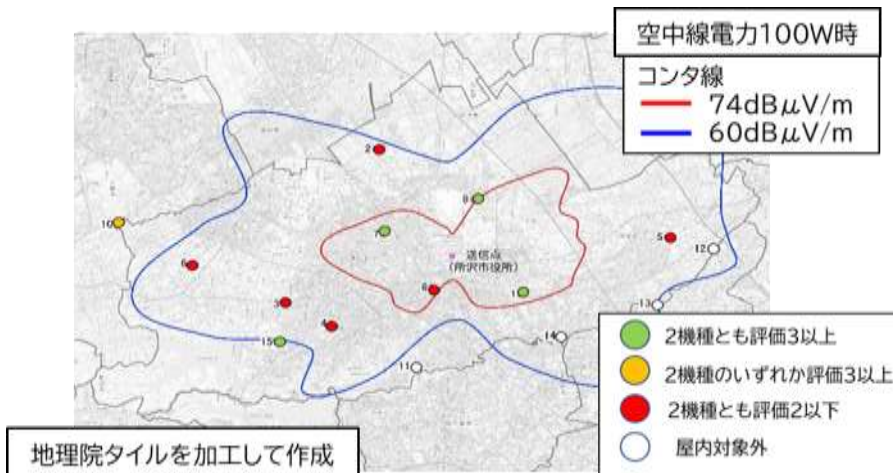 空中線電力100W時
コンタ線
74dBμV/m
60dBμV/m
2
10
7
5
送信点
(所沢市役所)
12
3
1
13
4
15
14
11
2機種とも評価3以上
2機種のいずれか評価3以上
2機種とも評価2以下
屋内対象外
地理院タイルを加工して作成